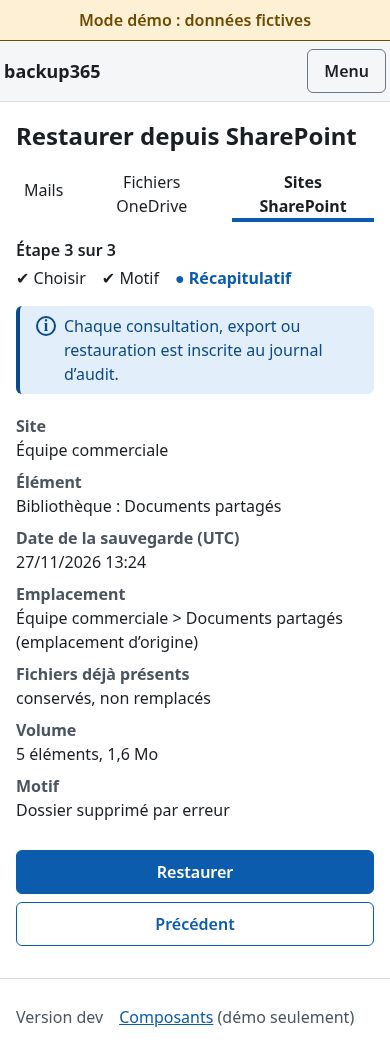 Mode démo : données fictives
backup365
Menu
Restaurer depuis SharePoint
Mails
Fichiers
OneDrive
Sites
SharePoint
Étape 3 sur 3
✔ Choisir ✔ Motif ● Récapitulatif
Chaque consultation, export ou
restauration est inscrite au journal
d’audit.
Site
Équipe commerciale
Élément
Bibliothèque : Documents partagés
Date de la sauvegarde (UTC)
27/11/2026 13:24
Emplacement
Équipe commerciale > Documents partagés
(emplacement d’origine)
Fichiers déjà présents
conservés, non remplacés
Volume
5 éléments, 1,6 Mo
Motif
Dossier supprimé par erreur
Restaurer
Précédent
Version dev Composants (démo seulement)